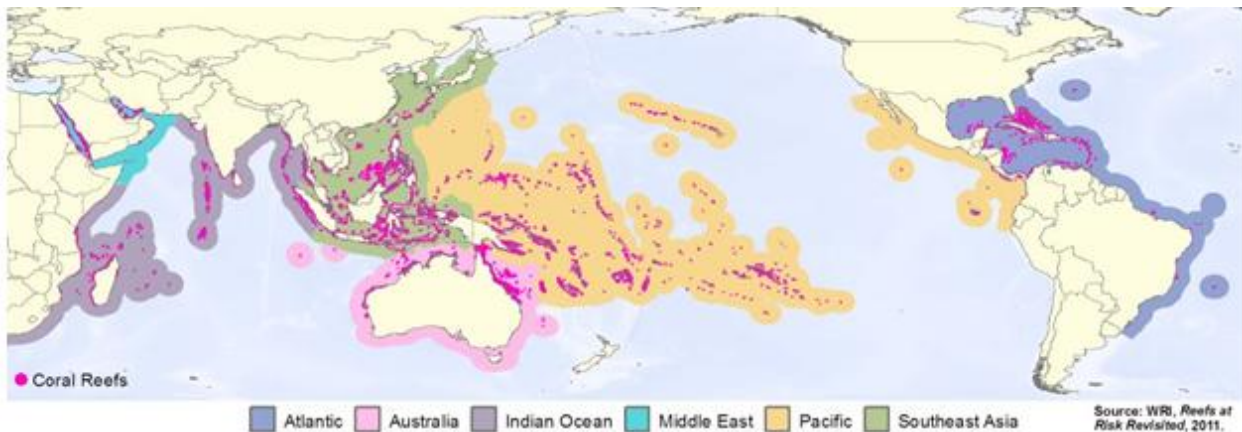 Coral Reefs
Atlantic
Australia
Indian Ocean
Middle East
Pacific
Southeast Asia
Source: WRI, Reefs at
Risk Revisited, 2011.